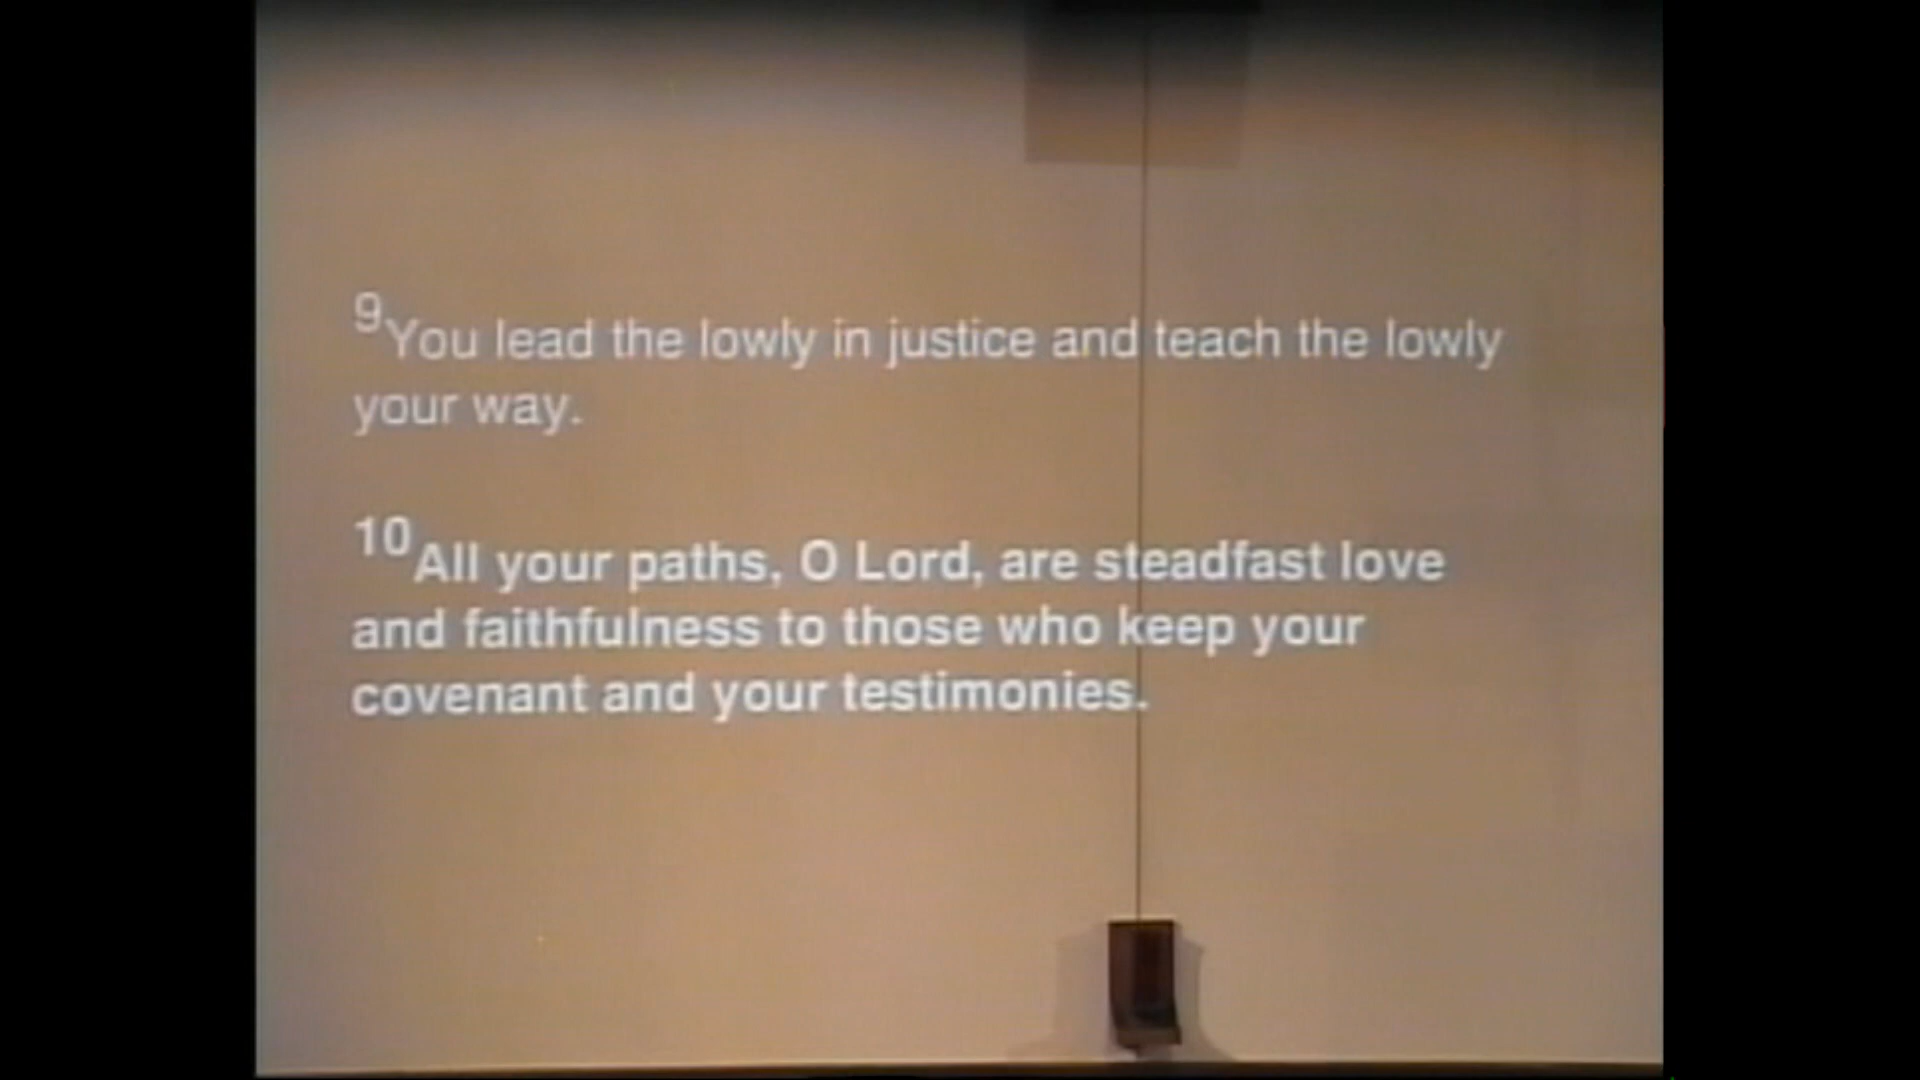 9You lead the lowly in justice and teach the lowly
your way.
10All your paths, O Lord, are steadfast love
and faithfulness to those who keep your
covenant and your testimonies.